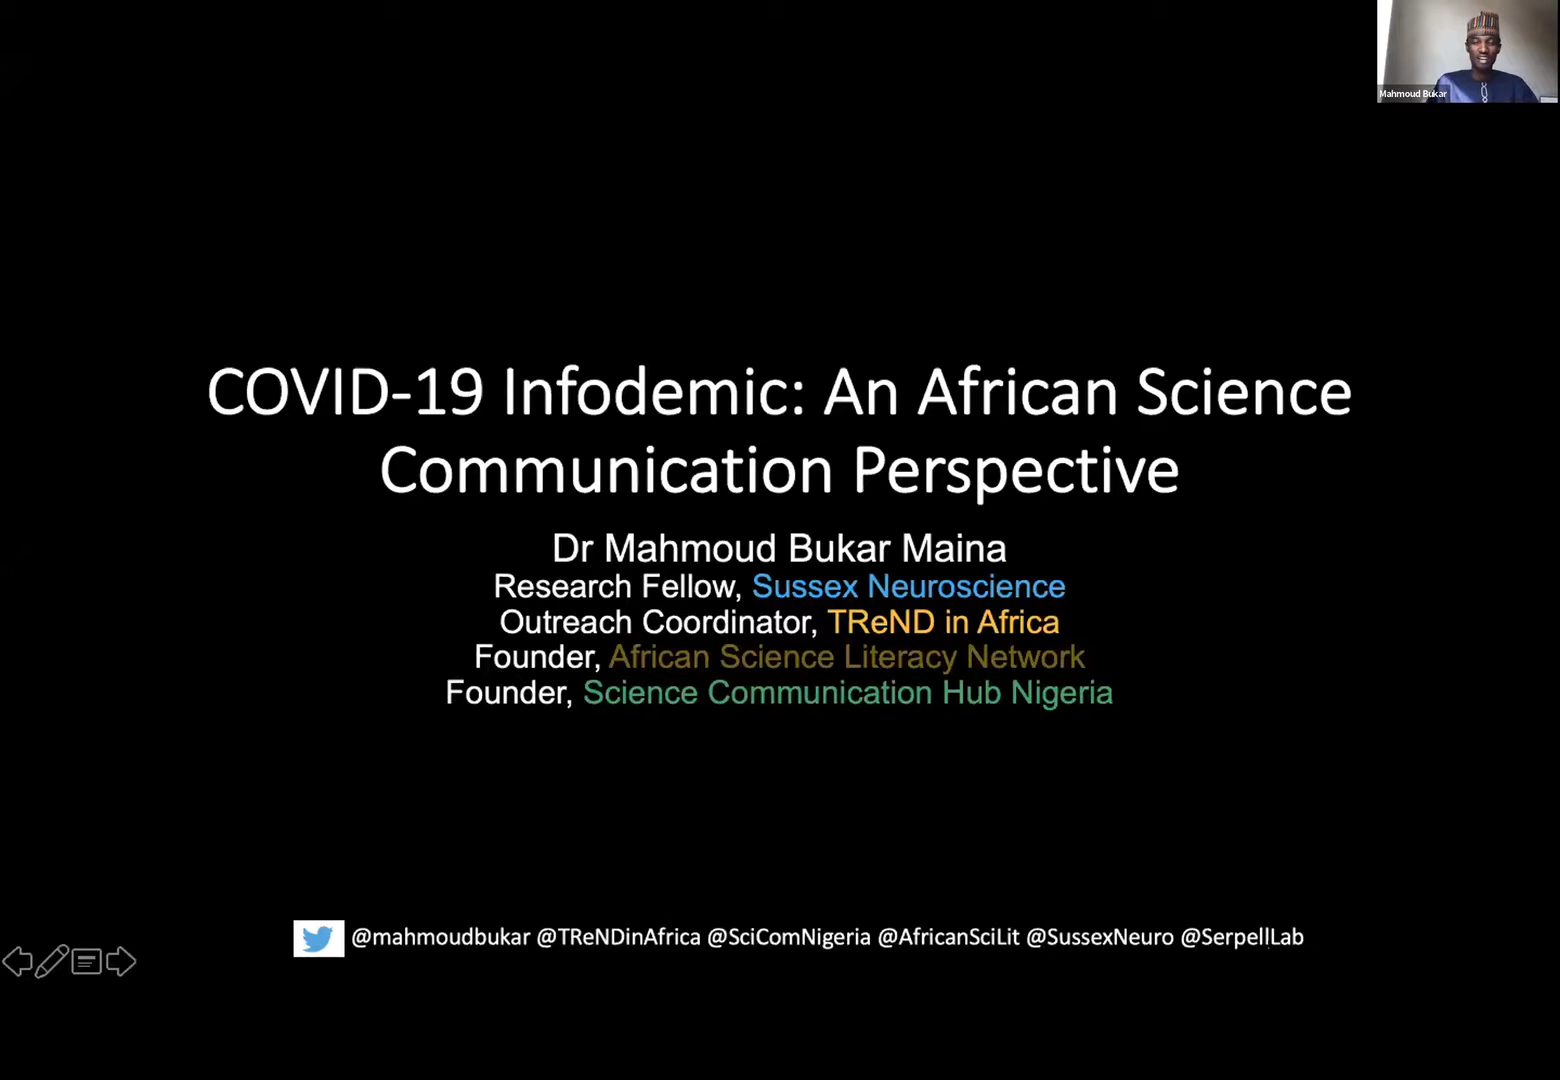 Mahmoud Bukar
COVID-19 Infodemic: An African Science
Communication Perspective
Dr Mahmoud Bukar Maina
Research Fellow, Sussex Neuroscience
Outreach Coordinator, TReND in Africa
Founder, African Science Literacy Network
Founder, Science Communication Hub Nigeria
@mahmoudbukar @TReNDinAfrica @SciComNigeria @AfricanSciLit @SussexNeuro @SerpellLab